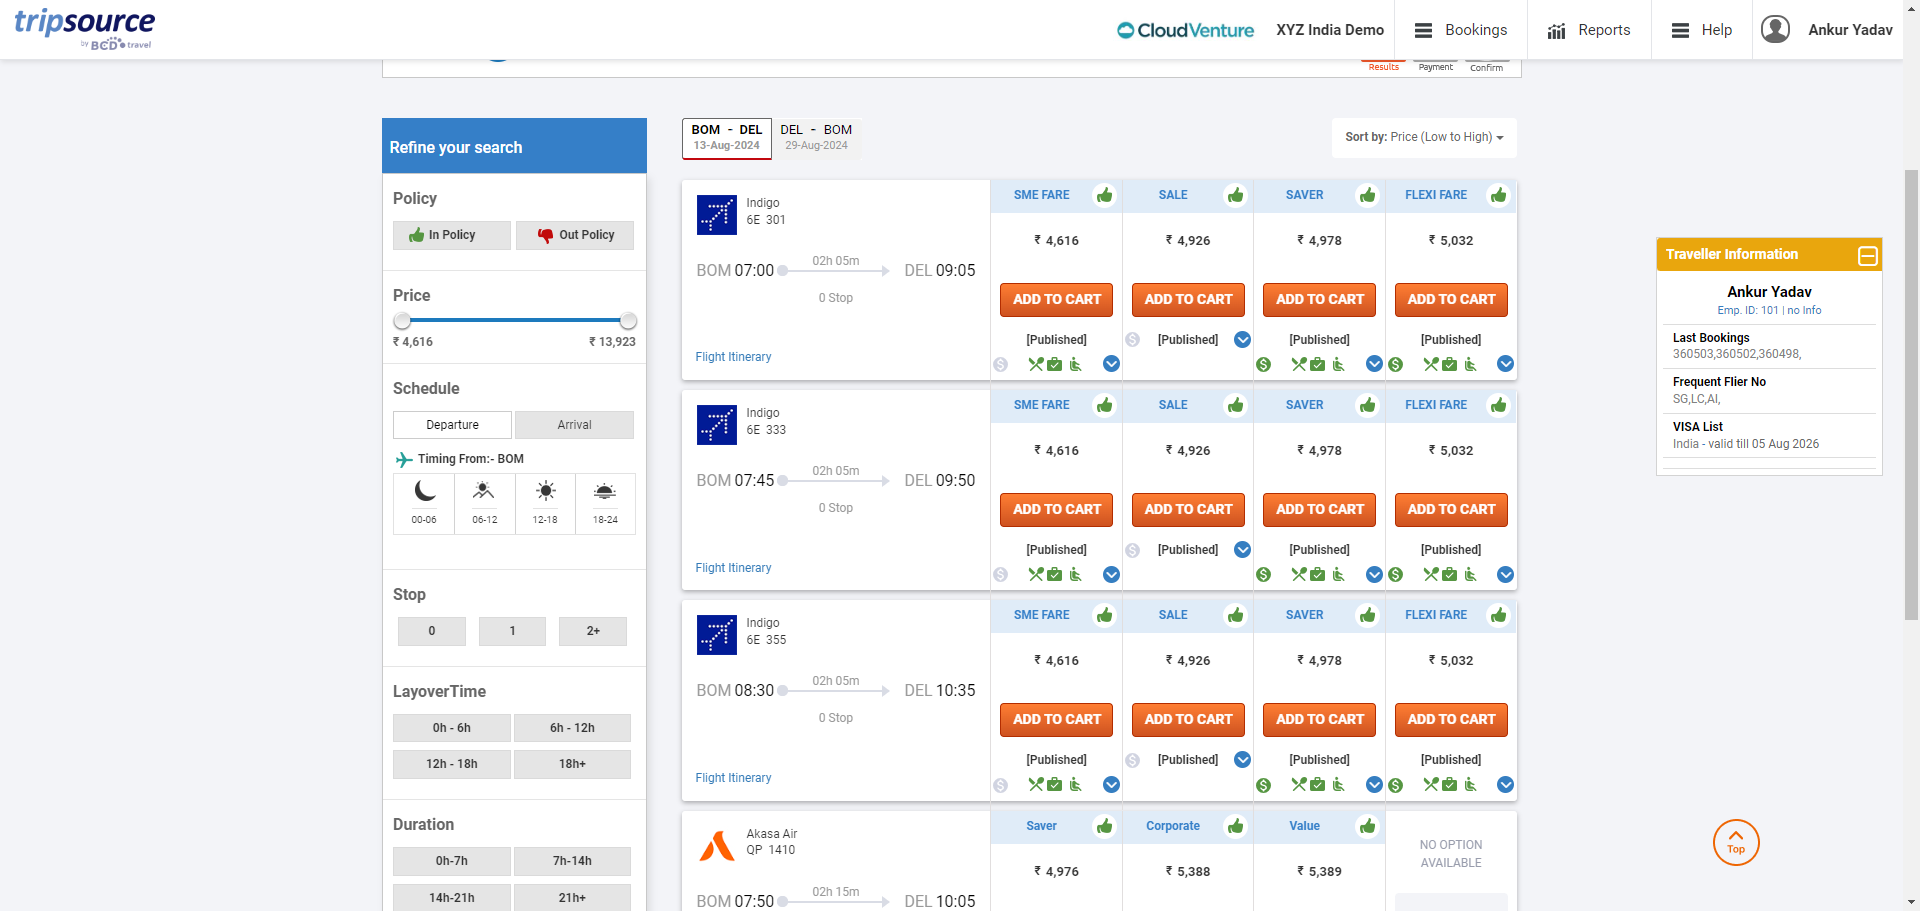 tripsource
by BCD travel
CloudVenture
XYZ India Demo
Bookings
Reports
Help
Ankur Yadav
Results
Payment
Confirm
Refine your search
Policy
In Policy
Out Policy
Price
₹ 4,616
₹ 13,923
Schedule
Departure
Arrival
Timing From:- BOM
00-06
06-12
12-18
18-24
Stop
0
1
2+
LayoverTime
0h - 6h
6h - 12h
12h - 18h
18h+
Duration
0h-7h
7h-14h
14h-21h
21h+
BOM - DEL
13-Aug-2024
DEL - BOM
29-Aug-2024
Sort by: Price (Low to High)
Indigo
6E 301
BOM 07:00
02h 05m
0 Stop
DEL 09:05
Flight Itinerary
SME FARE
₹ 4,616
ADD TO CART
[Published]
SALE
₹ 4,926
ADD TO CART
[Published]
SAVER
₹ 4,978
ADD TO CART
[Published]
FLEXI FARE
₹ 5,032
ADD TO CART
[Published]
Indigo
6E 333
BOM 07:45
02h 05m
0 Stop
DEL 09:50
Flight Itinerary
SME FARE
₹ 4,616
ADD TO CART
[Published]
SALE
₹ 4,926
ADD TO CART
[Published]
SAVER
₹ 4,978
ADD TO CART
[Published]
FLEXI FARE
₹ 5,032
ADD TO CART
[Published]
Indigo
6E 355
BOM 08:30
02h 05m
0 Stop
DEL 10:35
Flight Itinerary
SME FARE
₹ 4,616
ADD TO CART
[Published]
SALE
₹ 4,926
ADD TO CART
[Published]
SAVER
₹ 4,978
ADD TO CART
[Published]
FLEXI FARE
₹ 5,032
ADD TO CART
[Published]
Akasa Air
QP 1410
BOM 07:50
02h 15m
DEL 10:05
Saver
₹ 4,976
Corporate
₹ 5,388
Value
₹ 5,389
NO OPTION
AVAILABLE
Traveller Information
Ankur Yadav
Emp. ID: 101 | no Info
Last Bookings
360503,360502,360498,
Frequent Flier No
SG,LC,AI,
VISA List
India - valid till 05 Aug 2026
Top